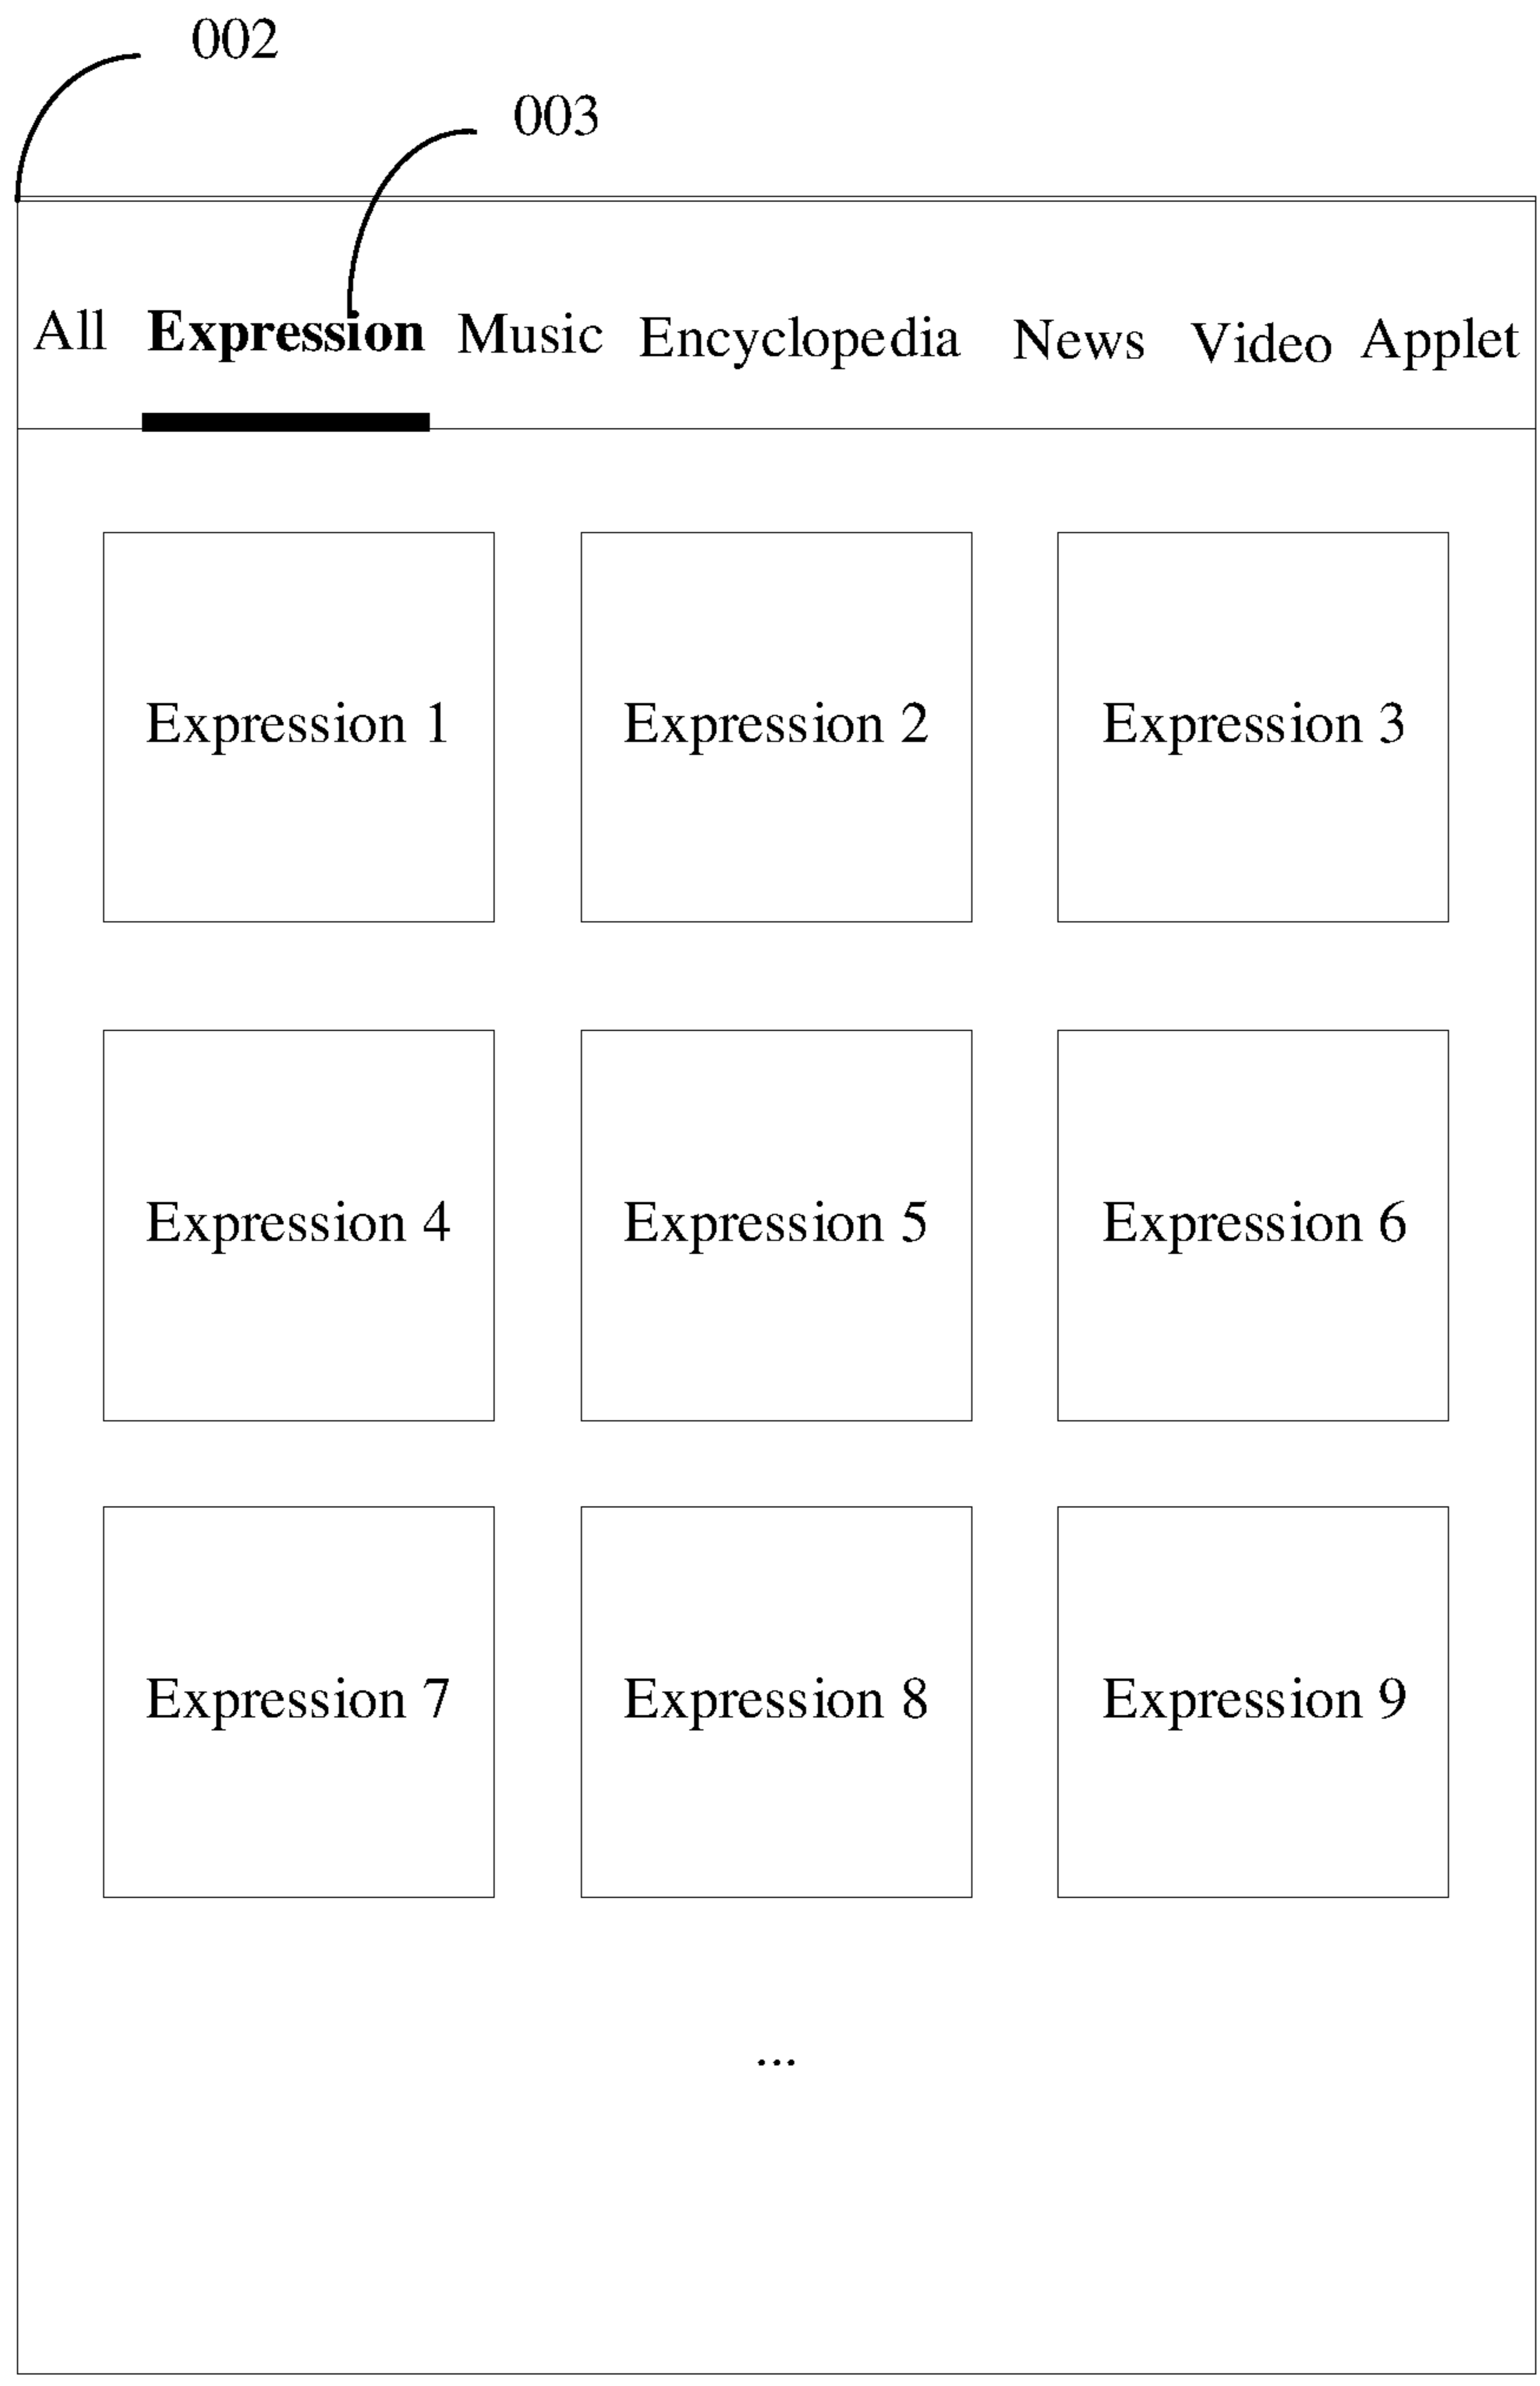 002
003
All Expression Music Encyclopedia News Video Applet
Expression 1 Expression 2 Expression 3
Expression 4 Expression 5 Expression 6
Expression 7 Expression 8 Expression 9
...